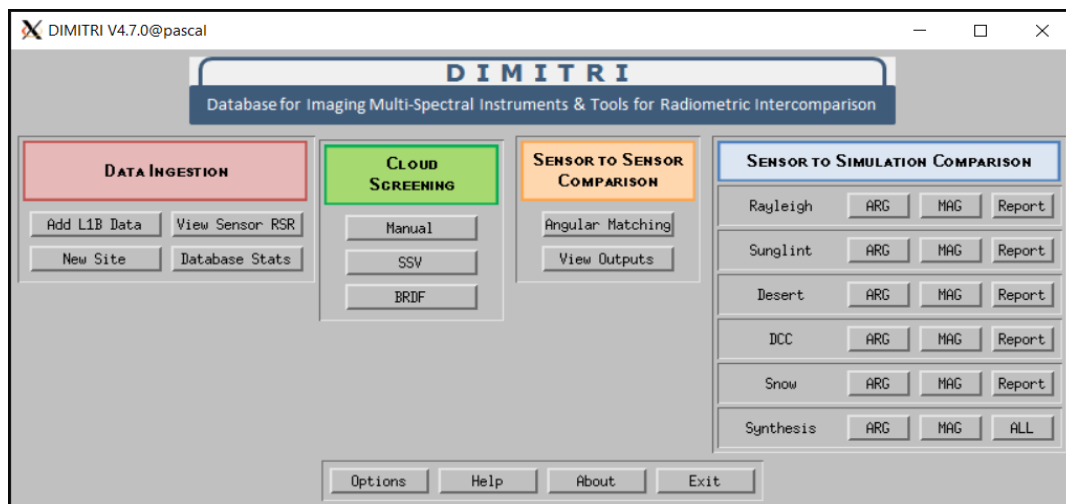 DIMITRI V4.7.0@pascal
DIMITRI
Database for Imaging Multi-Spectral Instruments & Tools for Radiometric Intercomparison
DATA INGESTION
Add L1B Data View Sensor RSR
New Site Database Stats
CLOUD
SCREENING
Manual
SSV
BRDF
SENSOR TO SENSOR
COMPARISON
Angular Matching
View Outputs
SENSOR TO SIMULATION COMPARISON
Rayleigh ARG MAG Report
Sunglint ARG MAG Report
Desert ARG MAG Report
DCC ARG MAG Report
Snow ARG MAG Report
Synthesis ARG MAG ALL
Options Help About Exit